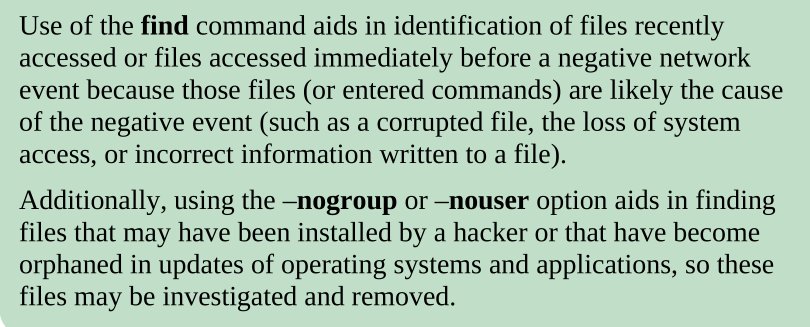 Use of the find command aids in identification of files recently
accessed or files accessed immediately before a negative network
event because those files (or entered commands) are likely the cause
of the negative event (such as a corrupted file, the loss of system
access, or incorrect information written to a file).
Additionally, using the –nogroup or –nouser option aids in finding
files that may have been installed by a hacker or that have become
orphaned in updates of operating systems and applications, so these
files may be investigated and removed.